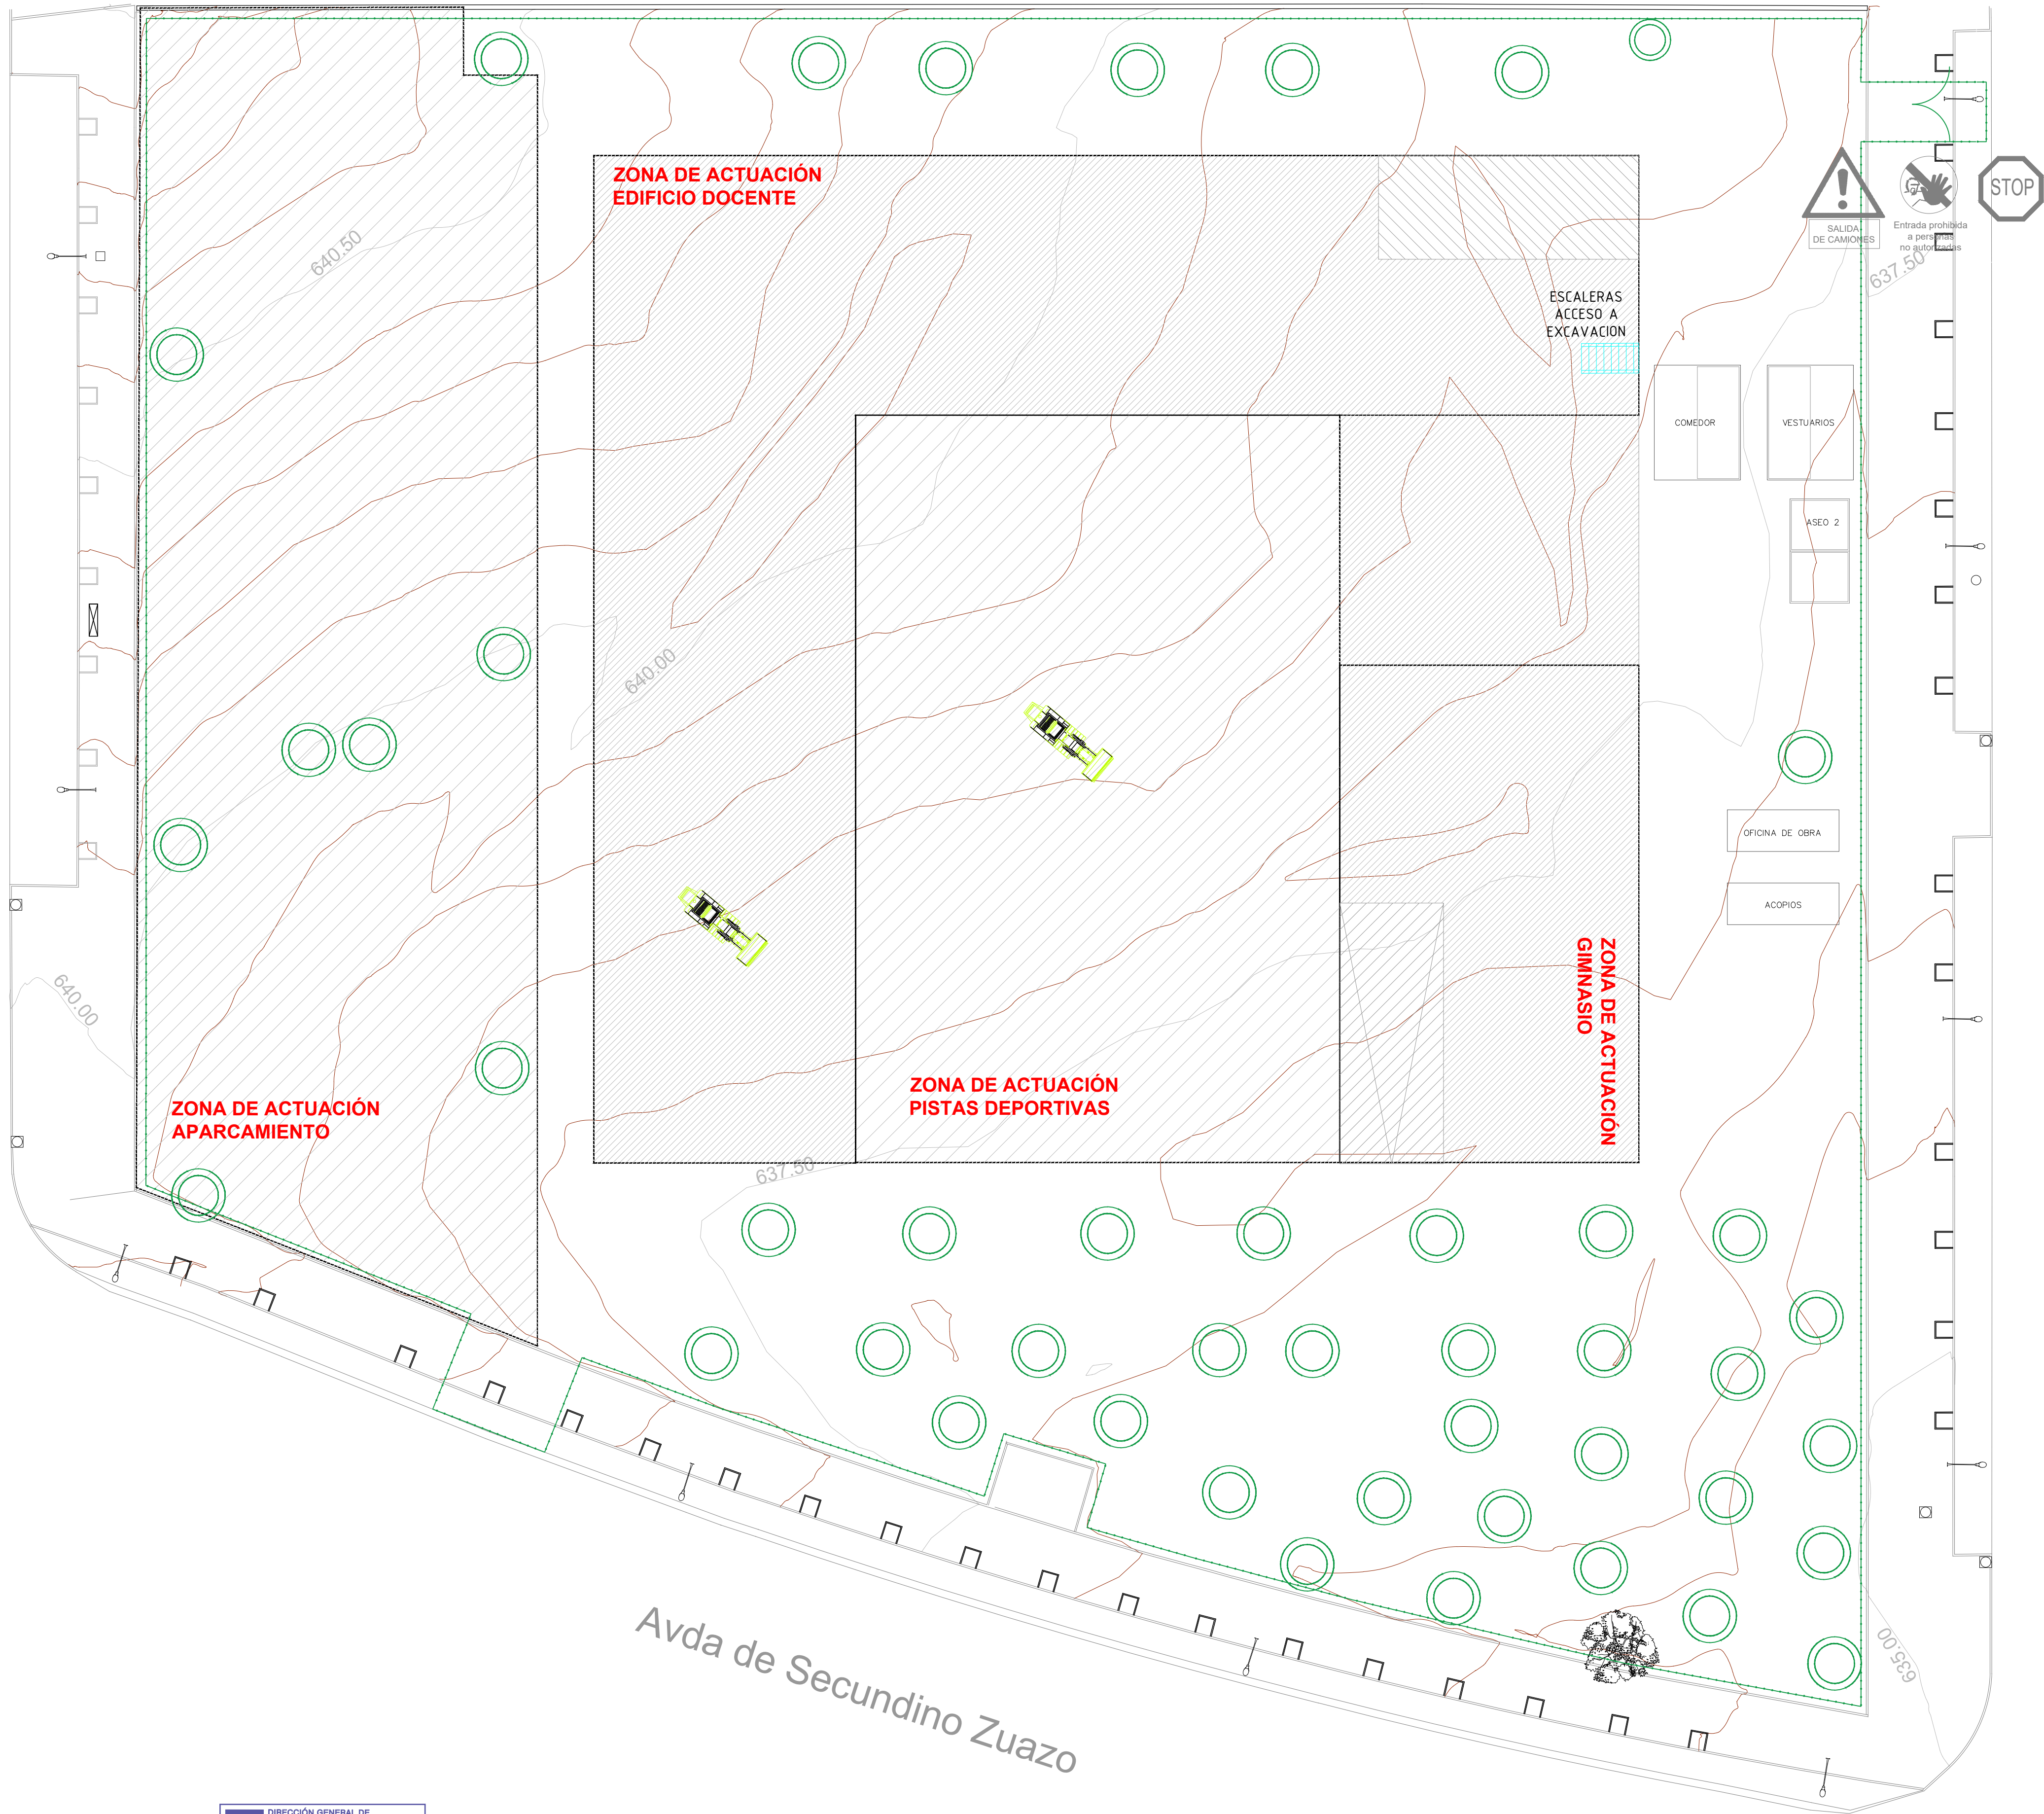 ZONA DE ACTUACIÓN
EDIFICIO DOCENTE
STOP
SALIDA
DE CAMIONES
Entrada prohibida
a personas
no autorizadas
640.50
637.50
ESCALERAS
ACCESO A
EXCAVACION
COMEDOR
VESTUARIOS
ASEO 2
640.00
OFICINA DE OBRA
ACOPIOS
640.00
ZONA DE ACTUACIÓN
GIMNASIO
ZONA DE ACTUACIÓN
PISTAS DEPORTIVAS
ZONA DE ACTUACIÓN
APARCAMIENTO
637.50
635.00
Avda de Secundino Zuazo
DIRECCIÓN GENERAL DE